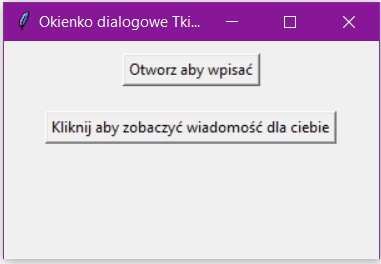 Okienko dialogowe Tki...
Otworz aby wpisać
Kliknij aby zobaczyć wiadomość dla ciebie